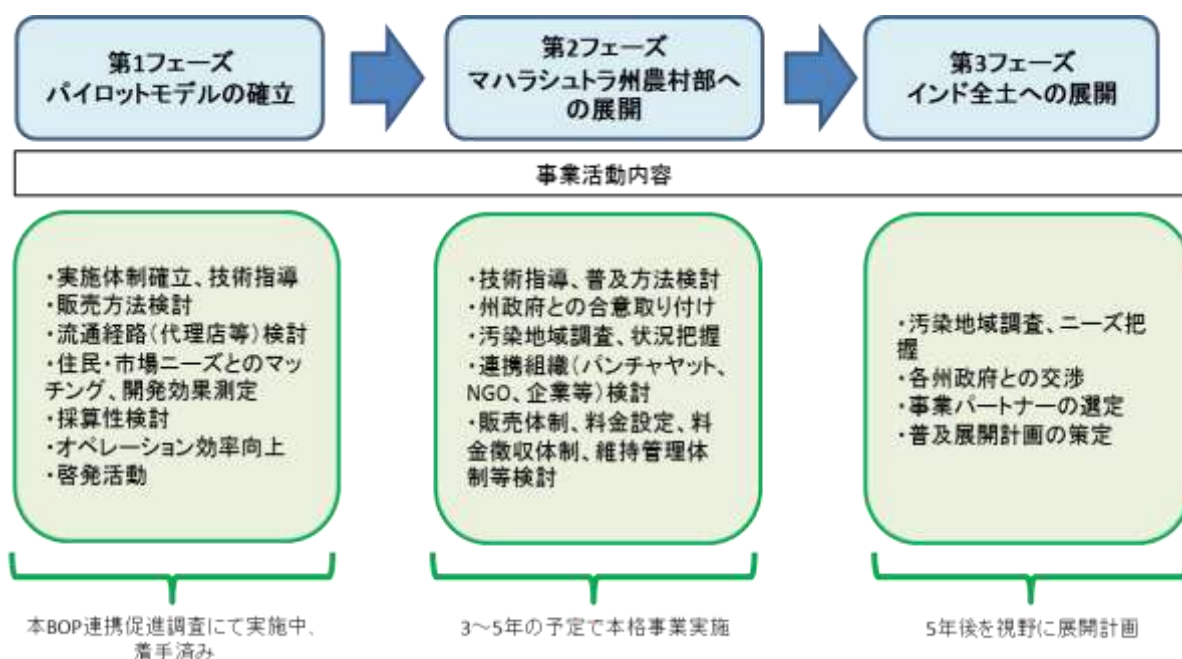 第1フェーズ
パイロットモデルの確立
第2フェーズ
マハラシュトラ州農村部へ
の展開
第3フェーズ
インド全土への展開
事業活動内容
・実施体制確立、技術指導
・販売方法検討
・流通経路(代理店等)検討
・住民・市場ニーズとのマッ
チング、開発効果測定
・採算性検討
・オペレーション効率向上
・啓発活動
・技術指導、普及方法検討
・州政府との合意取り付け
・汚染地域調査、状況把握
・連携組織(パンチャヤット、
NGO、企業等)検討
・販売体制、料金設定、料
金徴収体制、維持管理体
制等検討
・汚染地域調査、ニーズ把
握
・各州政府との交渉
・事業パートナーの選定
・普及展開計画の策定
本BOP連携促進調査にて実施中、
着手済み
3～5年の予定で本格事業実施
5年後を視野に展開計画